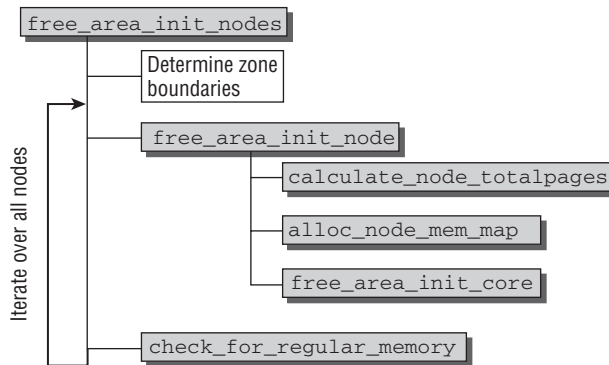 free_area_init_nodes
Determine zone
boundaries
Iterate over all nodes
free_area_init_node
calculate_node_totalpages
alloc_node_mem_map
free_area_init_core
check_for_regular_memory